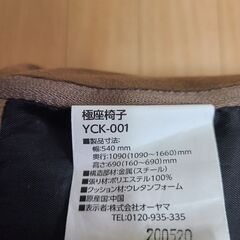 極座椅子
YCK-001
■製品寸法:
幅:540 mm
奥行:1090(1090~1660)mm
高さ:690(160~690)mm
■構造部材:金属(スチール)
■張り材:ポリエステル100%
■クッション材:ウレタンフォーム
■原産国:中国
■表示者:株式会社オーヤマ
TEL:0120-935-335
200520